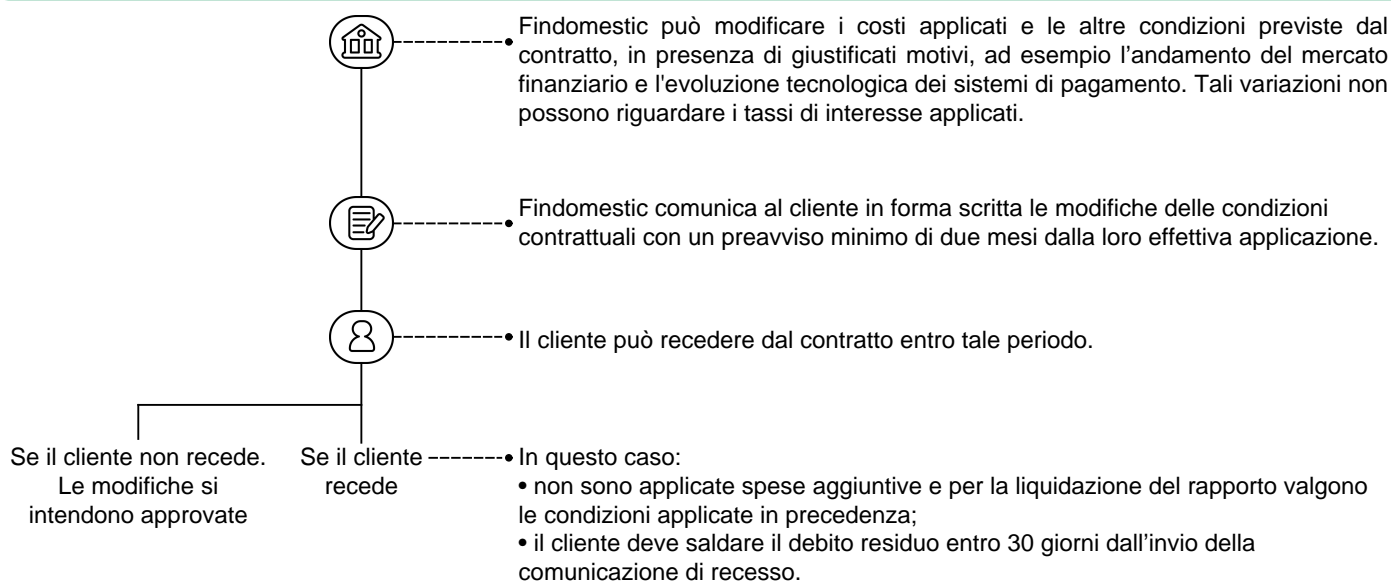 Findomestic può modificare i costi applicati e le altre condizioni previste dal
contratto, in presenza di giustificati motivi, ad esempio l’andamento del mercato
finanziario e l'evoluzione tecnologica dei sistemi di pagamento. Tali variazioni non
possono riguardare i tassi di interesse applicati.
Findomestic comunica al cliente in forma scritta le modifiche delle condizioni
contrattuali con un preavviso minimo di due mesi dalla loro effettiva applicazione.
Il cliente può recedere dal contratto entro tale periodo.
Se il cliente non recede.
Le modifiche si
intendono approvate
Se il cliente
recede
In questo caso:
• non sono applicate spese aggiuntive e per la liquidazione del rapporto valgono
le condizioni applicate in precedenza;
• il cliente deve saldare il debito residuo entro 30 giorni dall’invio della
comunicazione di recesso.